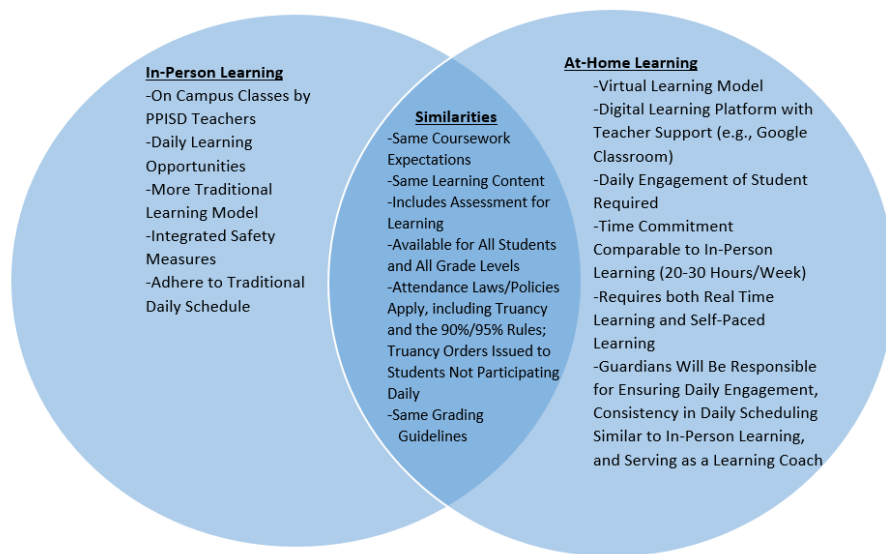 In-Person Learning
-On Campus Classes by
PPISD Teachers
-Daily Learning
Opportunities
-More Traditional
Learning Model
-Integrated Safety
Measures
-Adhere to Traditional
Daily Schedule
Similarities
-Same Coursework
Expectations
-Same Learning Content
-Includes Assessment for
Learning
-Available for All Students
and All Grade Levels
-Attendance Laws/Policies
Apply, including Truancy
and the 90%/95% Rules;
Truancy Orders Issued to
Students Not Participating
Daily
-Same Grading
Guidelines
At-Home Learning
-Virtual Learning Model
-Digital Learning Platform with
Teacher Support (e.g., Google
Classroom)
-Daily Engagement of Student
Required
-Time Commitment
Comparable to In-Person
Learning (20-30 Hours/Week)
-Requires both Real Time
Learning and Self-Paced
Learning
-Guardians Will Be Responsible
for Ensuring Daily Engagement,
Consistency in Daily Scheduling
Similar to In-Person Learning,
and Serving as a Learning Coach